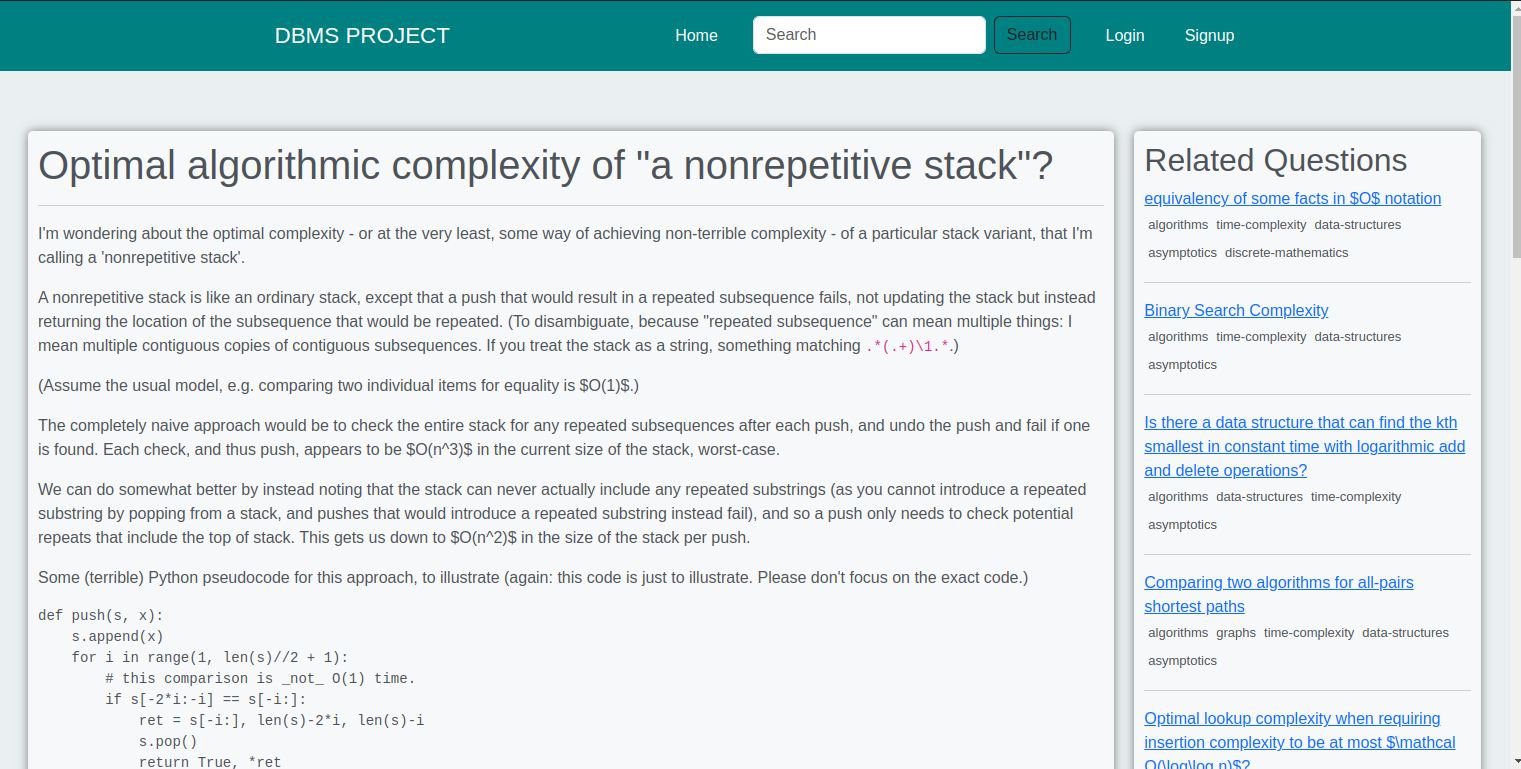 DBMS PROJECT
Home
Search
Search
Login
Signup
Optimal algorithmic complexity of "a nonrepetitive stack"?
I'm wondering about the optimal complexity - or at the very least, some way of achieving non-terrible complexity - of a particular stack variant, that I'm
calling a 'nonrepetitive stack'.
A nonrepetitive stack is like an ordinary stack, except that a push that would result in a repeated subsequence fails, not updating the stack but instead
returning the location of the subsequence that would be repeated. (To disambiguate, because "repeated subsequence" can mean multiple things: I
mean multiple contiguous copies of contiguous subsequences. If you treat the stack as a string, something matching .*(.+)\1.*.)
(Assume the usual model, e.g. comparing two individual items for equality is $O(1)$.)
The completely naive approach would be to check the entire stack for any repeated subsequences after each push, and undo the push and fail if one
is found. Each check, and thus push, appears to be $O(n^3)$ in the current size of the stack, worst-case.
We can do somewhat better by instead noting that the stack can never actually include any repeated substrings (as you cannot introduce a repeated
substring by popping from a stack, and pushes that would introduce a repeated substring instead fail), and so a push only needs to check potential
repeats that include the top of stack. This gets us down to $O(n^2)$ in the size of the stack per push.
Some (terrible) Python pseudocode for this approach, to illustrate (again: this code is just to illustrate. Please don't focus on the exact code.)
def push(s, x):
    s.append(x)
    for i in range(1, len(s)//2 + 1):
        # this comparison is _not_ O(1) time.
        if s[-2*i:-i] == s[-i:]:
            ret = s[-i:], len(s)-2*i, len(s)-i
            s.pop()
            return True, *ret
Related Questions
equivalency of some facts in $O$ notation
algorithms time-complexity data-structures
asymptotics discrete-mathematics
Binary Search Complexity
algorithms time-complexity data-structures
asymptotics
Is there a data structure that can find the kth
smallest in constant time with logarithmic add
and delete operations?
algorithms data-structures time-complexity
asymptotics
Comparing two algorithms for all-pairs
shortest paths
algorithms graphs time-complexity data-structures
asymptotics
Optimal lookup complexity when requiring
insertion complexity to be at most $\mathcal
O(\log\log n)$?